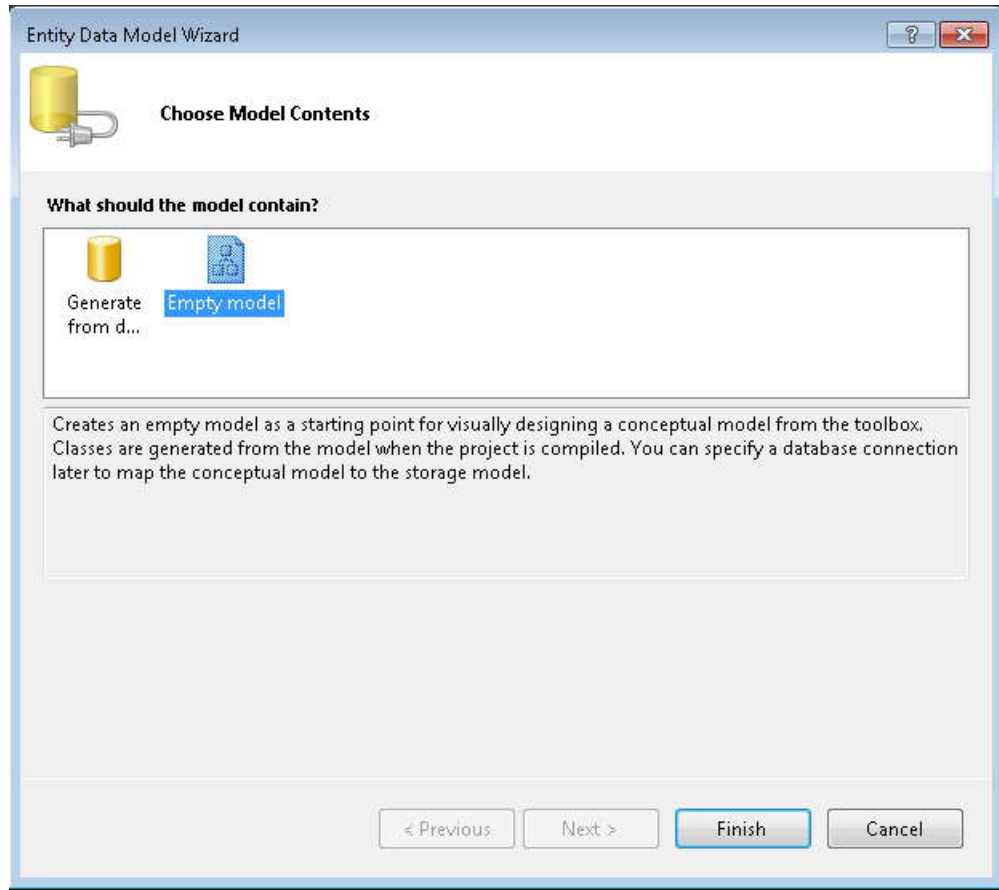 Entity Data Model Wizard
Choose Model Contents
What should the model contain?
Generate
from d...
Empty model
Creates an empty model as a starting point for visually designing a conceptual model from the toolbox.
Classes are generated from the model when the project is compiled. You can specify a database connection
later to map the conceptual model to the storage model.
< Previous
Next >
Finish
Cancel